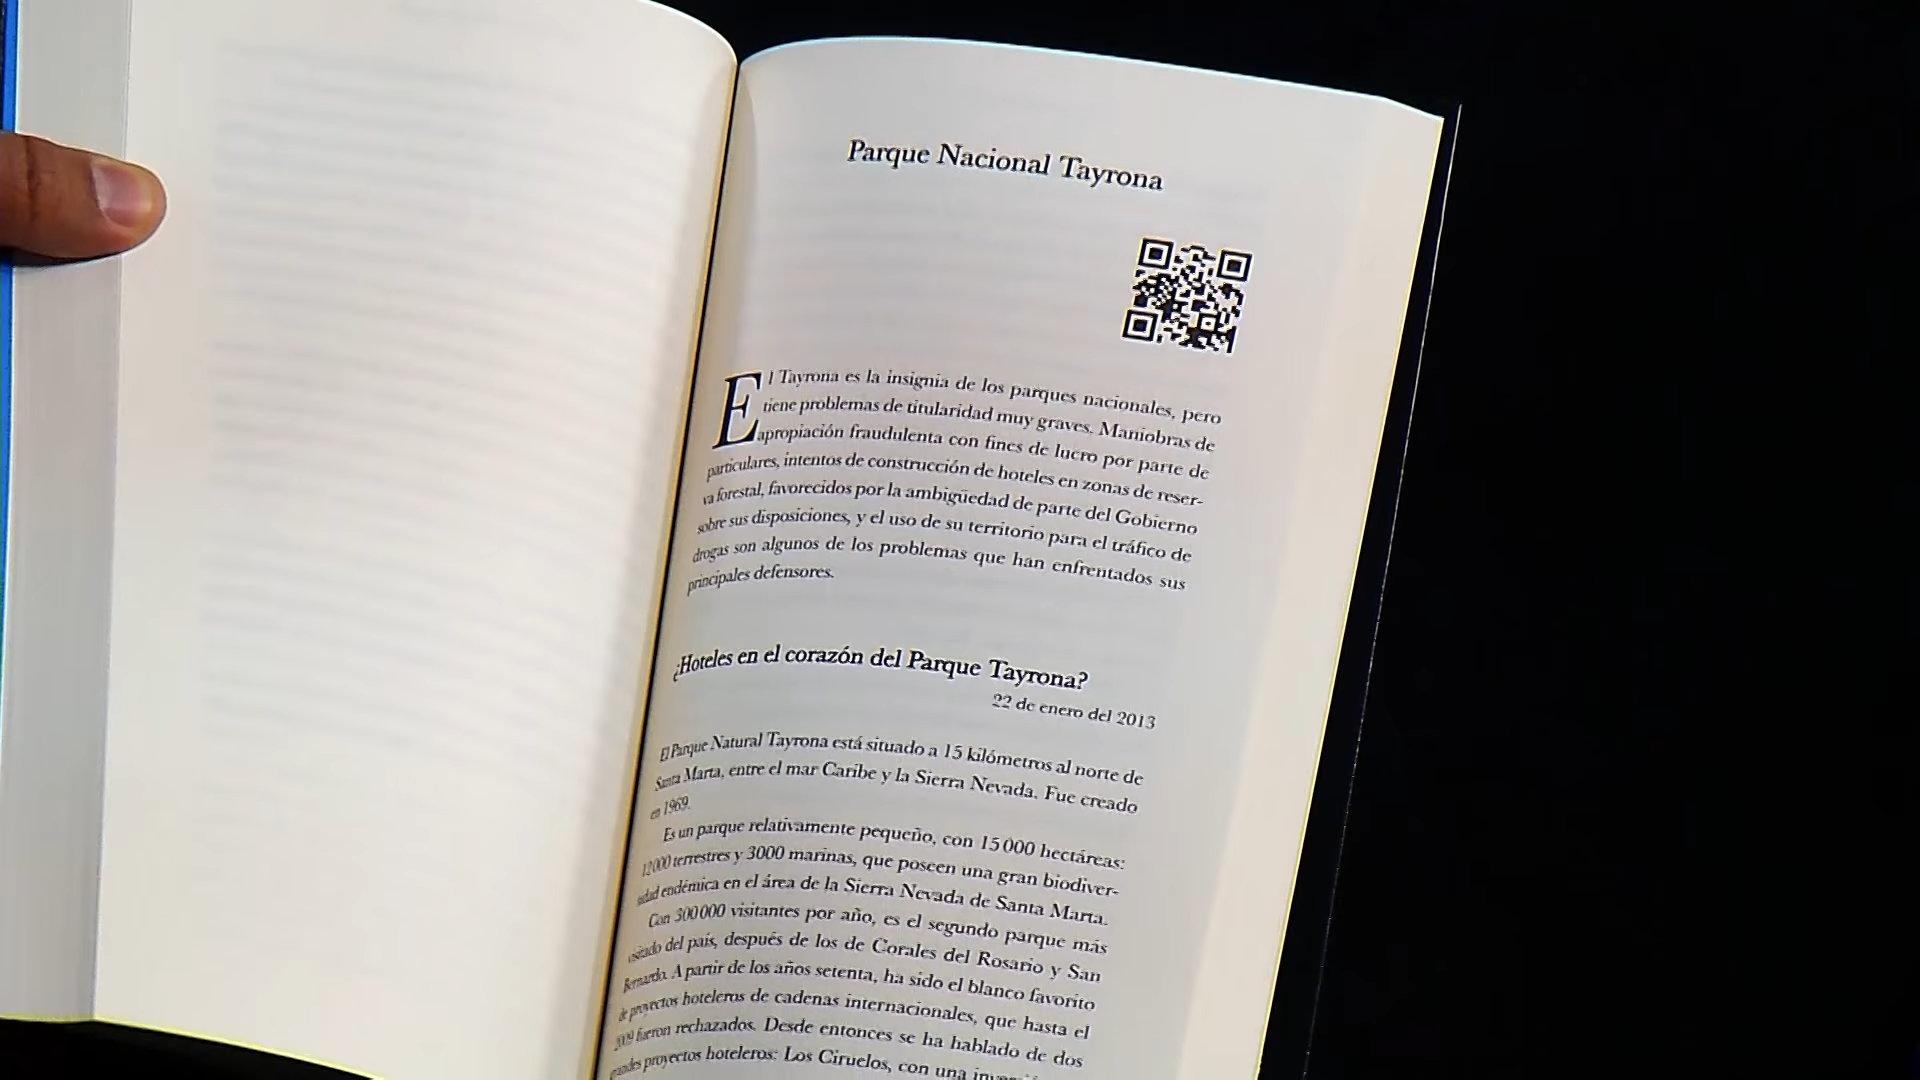 Parque Nacional Tayrona
El Tayrona es la insignia de los parques nacionales, pero
tiene problemas de titularidad muy graves. Maniobras de
apropiación fraudulenta con fines de lucro por parte de
particulares, intentos de construcción de hoteles en zonas de reser-
va forestal, favorecidos por la ambigüedad de parte del Gobierno
sobre sus disposiciones, y el uso de su territorio para el tráfico de
drogas son algunos de los problemas que han enfrentados sus
principales defensores.
¿Hoteles en el corazón del Parque Tayrona?
22 de enero del 2013
El Parque Natural Tayrona está situado a 15 kilómetros al norte de
Santa Marta, entre el mar Caribe y la Sierra Nevada. Fue creado
en 1969.
Es un parque relativamente pequeño, con 15 000 hectáreas:
12 000 terrestres y 3000 marinas, que poseen una gran biodiver-
sidad endémica en el área de la Sierra Nevada de Santa Marta.
Con 300 000 visitantes por año, es el segundo parque más
visitado del país, después de los de Corales del Rosario y San
Bernardo. A partir de los años setenta, ha sido el blanco favorito
de proyectos hoteleros de cadenas internacionales, que hasta el
2009 fueron rechazados. Desde entonces se ha hablado de dos
grandes proyectos hoteleros: Los Ciruelos, con una